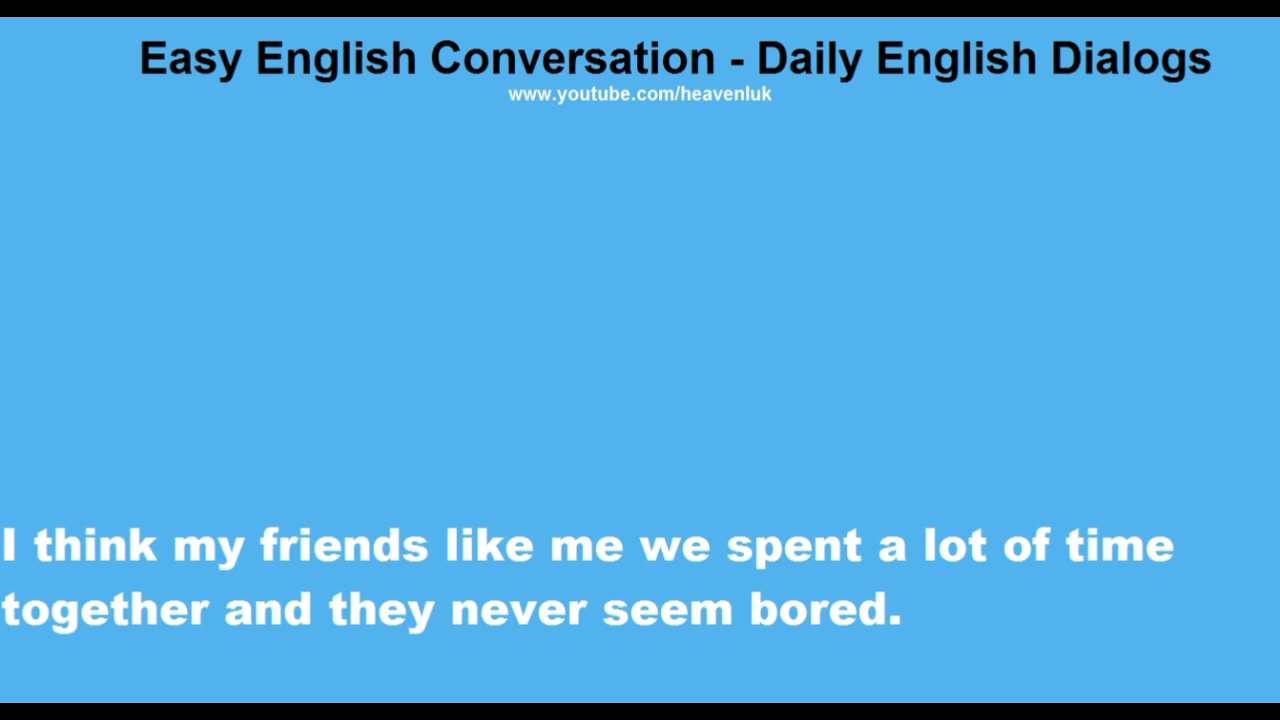 Easy English Conversation - Daily English Dialogs
www.youtube.com/heavenluk
I think my friends like me we spent a lot of time
together and they never seem bored.